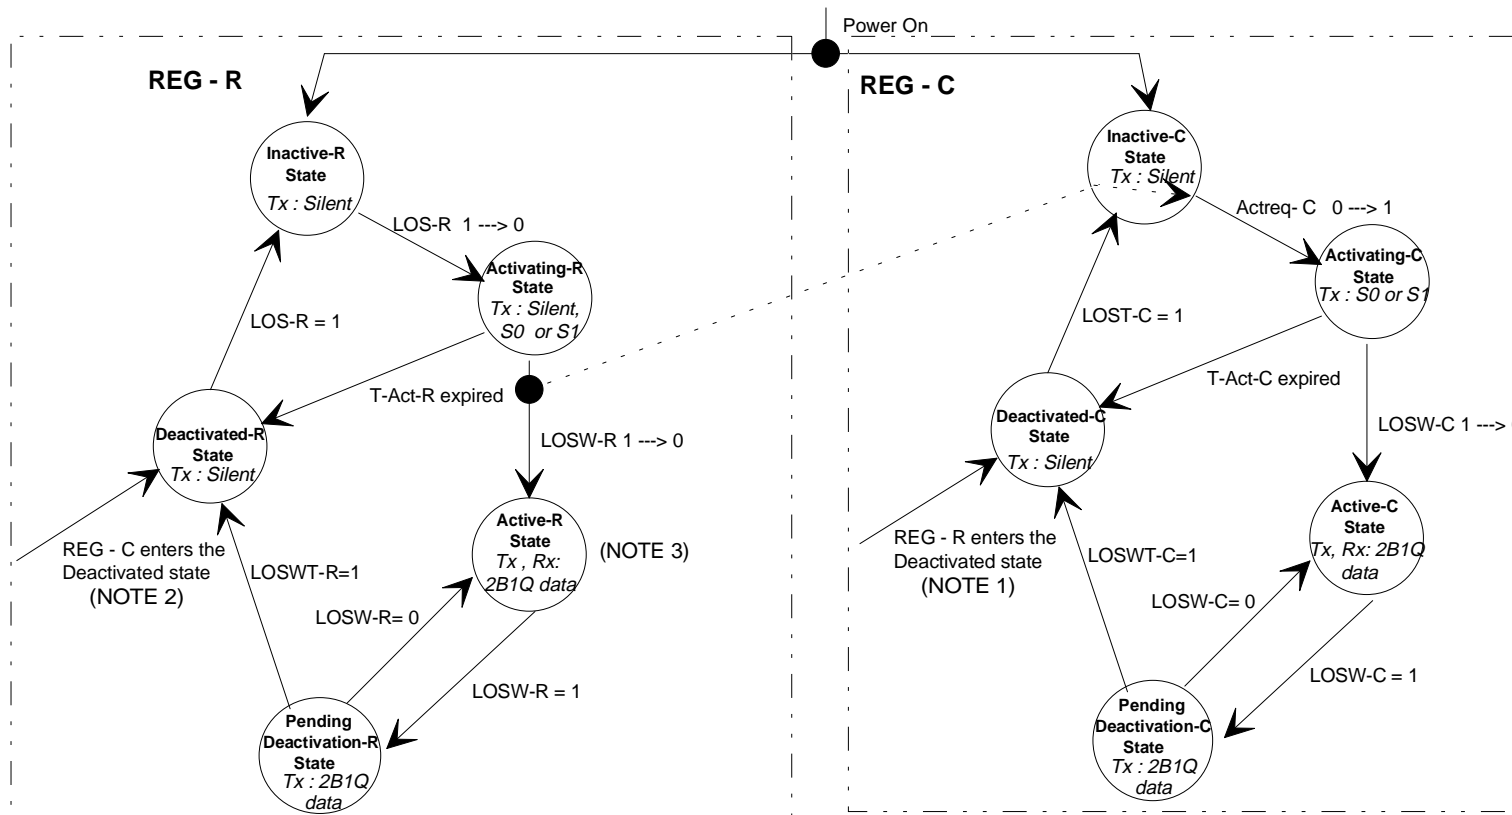 Power On
REG - R
Inactive-R
State
Tx : Silent
LOS-R 1 ---> 0
Activating-R
State
Tx : Silent,
S0 or S1
LOS-R = 1
T-Act-R expired
Deactivated-R
State
Tx : Silent
LOSW-R 1 ---> 0
REG - C enters the
Deactivated state
(NOTE 2)
LOSWT-R=1
Active-R
State
Tx , Rx:
2B1Q data
(NOTE 3)
LOSW-R= 0
LOSW-R = 1
Pending
Deactivation-R
State
Tx : 2B1Q
data
REG - C
Inactive-C
State
Tx : Silent
Actreq- C 0 ---> 1
Activating-C
State
Tx : S0 or S1
LOST-C = 1
T-Act-C expired
Deactivated-C
State
Tx : Silent
LOSW-C 1 --->
REG - R enters the
Deactivated state
(NOTE 1)
LOSWT-C=1
Active-C
State
Tx, Rx: 2B1Q
data
LOSW-C= 0
LOSW-C = 1
Pending
Deactivation-C
State
Tx : 2B1Q
data